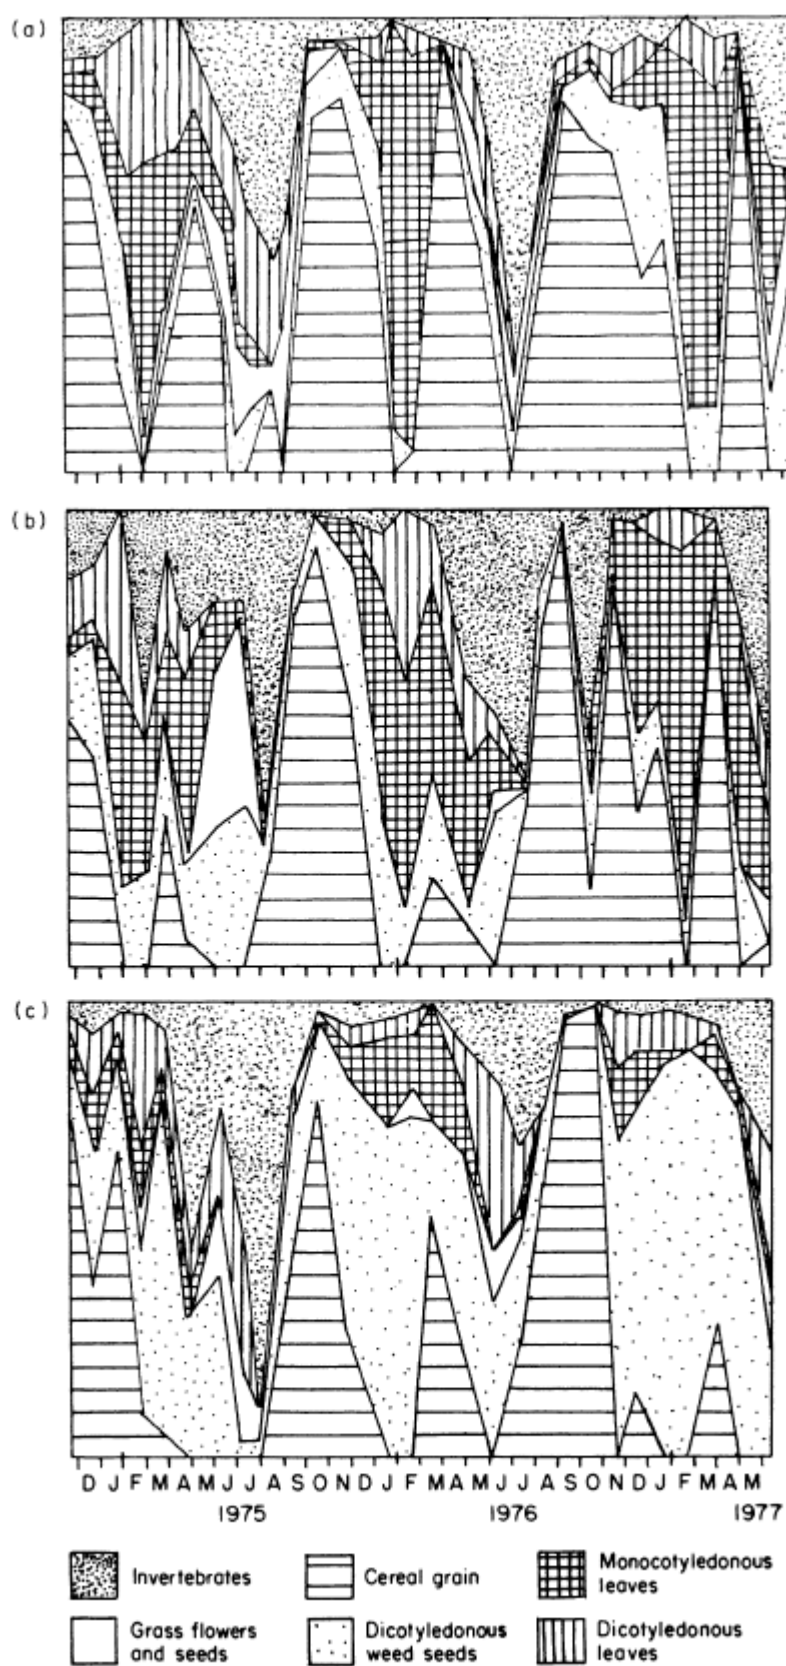 (a)
(b)
(c)
D J F M A M J J A S O N D J F M A M J J A S O N D J F M A M
1975 1976 1977
Invertebrates Cereal grain Monocotyledonous leaves
Grass flowers and seeds Dicotyledonous weed seeds Dicotyledonous leaves